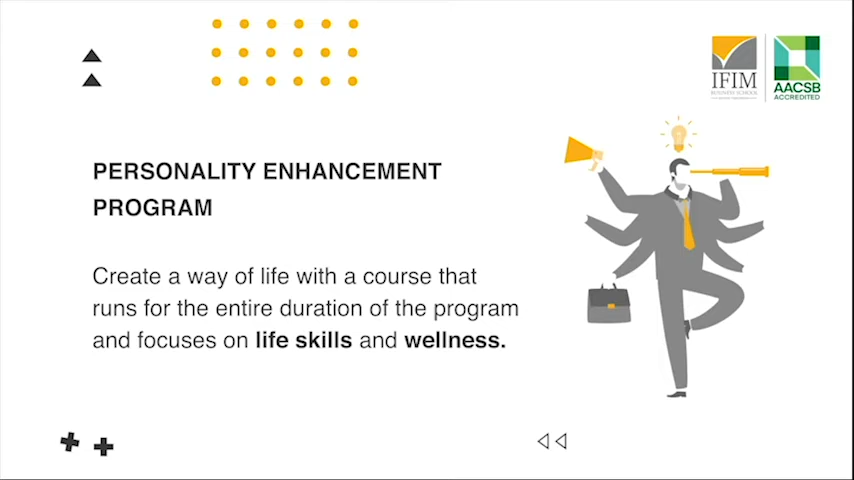 IFIM
BUSINESS SCHOOL
AACSB
ACCREDITED
PERSONALITY ENHANCEMENT
PROGRAM
Create a way of life with a course that
runs for the entire duration of the program
and focuses on life skills and wellness.